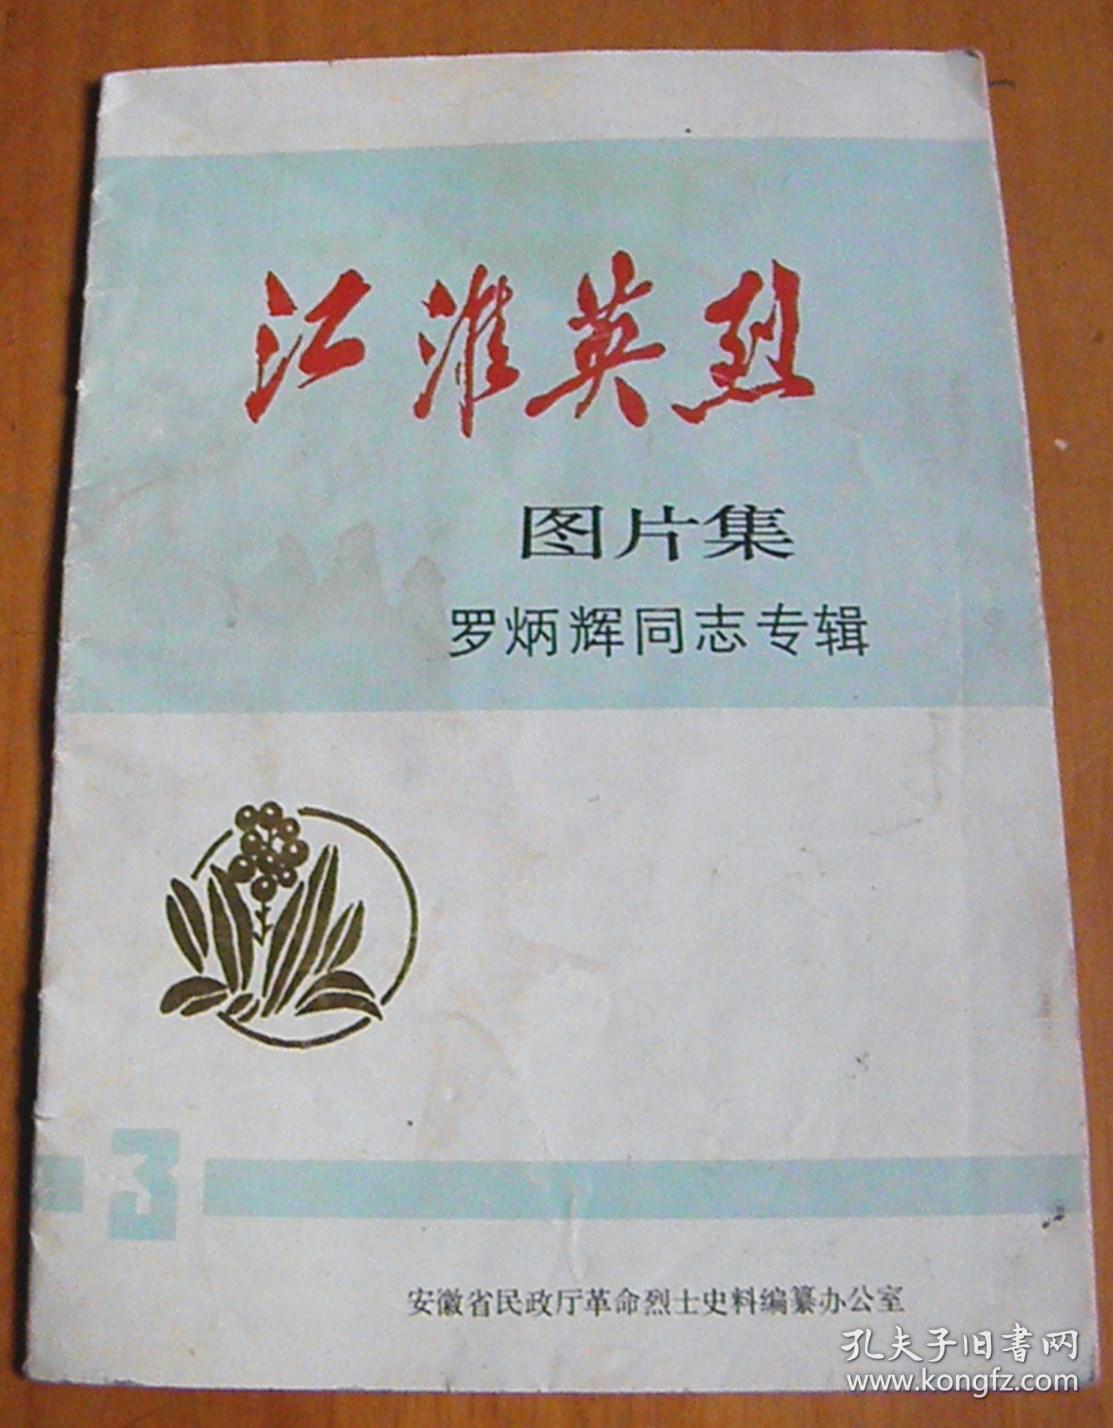 江淮英烈
图片集
罗炳辉同志专辑
3
安徽省民政厅革命烈士史料编纂办公室
孔夫子旧书网
www.kongfz.com